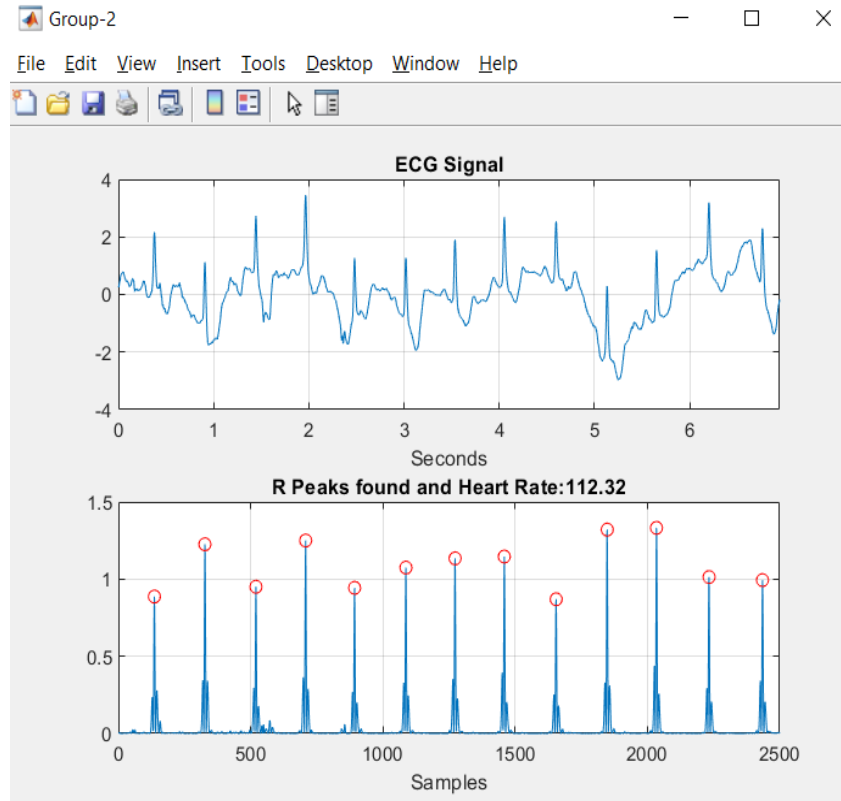 Group-2
File Edit View Insert Tools Desktop Window Help
ECG Signal
4
2
0
-2
-4
0 1 2 3 4 5 6
Seconds
R Peaks found and Heart Rate:112.32
1.5
1
0.5
0
0 500 1000 1500 2000 2500
Samples